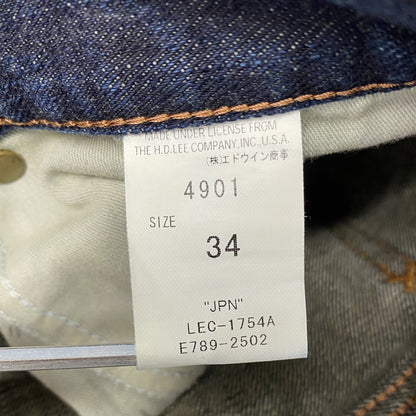 MADE UNDER LICENSE FROM
THE H.D.LEE COMPANY,INC.,U.S.A.
(株)エドウイン商事
4901
SIZE
34
"JPN"
LEC-1754A
E789-2502